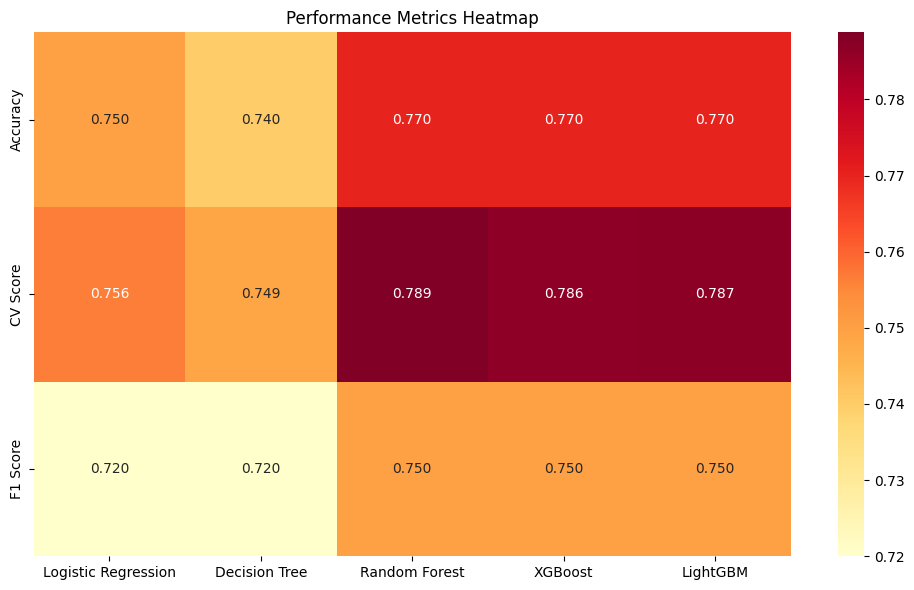 Performance Metrics Heatmap
Accuracy
0.750 0.740 0.770 0.770 0.770
CV Score
0.756 0.749 0.789 0.786 0.787
F1 Score
0.720 0.720 0.750 0.750 0.750
Logistic Regression Decision Tree Random Forest XGBoost LightGBM
0.78
0.77
0.76
0.75
0.74
0.73
0.72